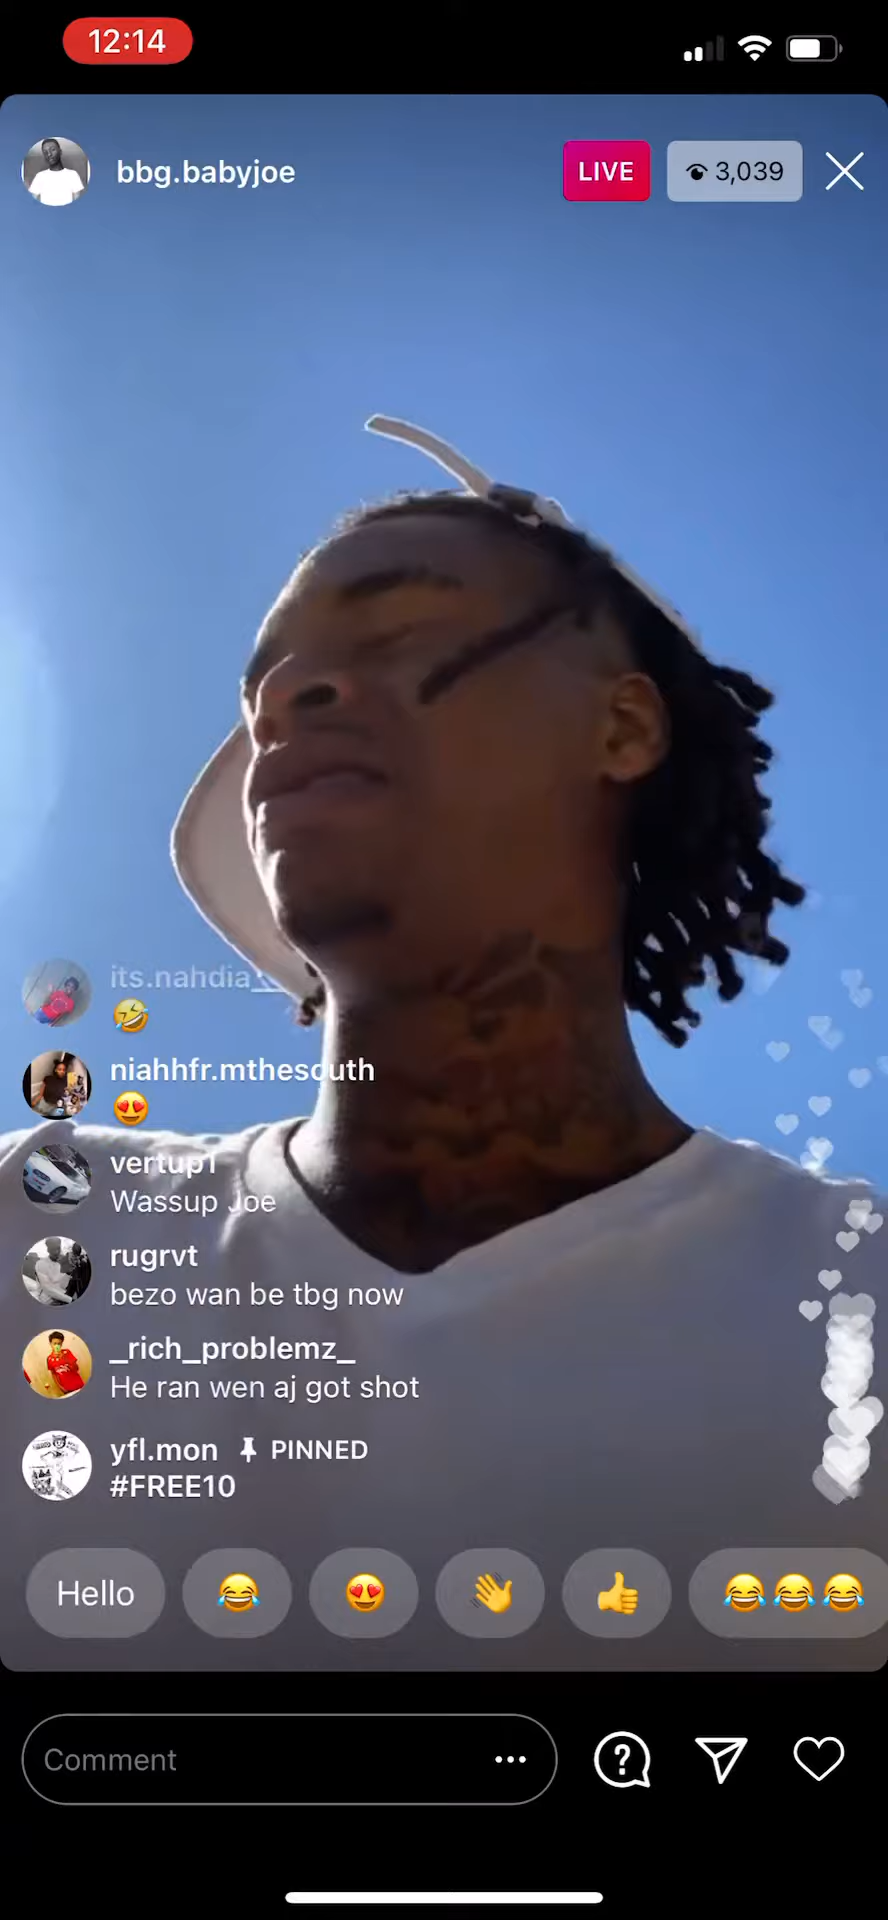 12:14
bbg.babyjoe
LIVE
3,039
its.nahdia__
🤣
niahhfr.mthesouth
😍
vertup1
Wassup Joe
rugrvt
bezo wan be tbg now
_rich_problemz_
He ran wen aj got shot
yfl.mon 📌 PINNED
#FREE10
Hello 😂 😍 👋 👍 😂😂😂
Comment